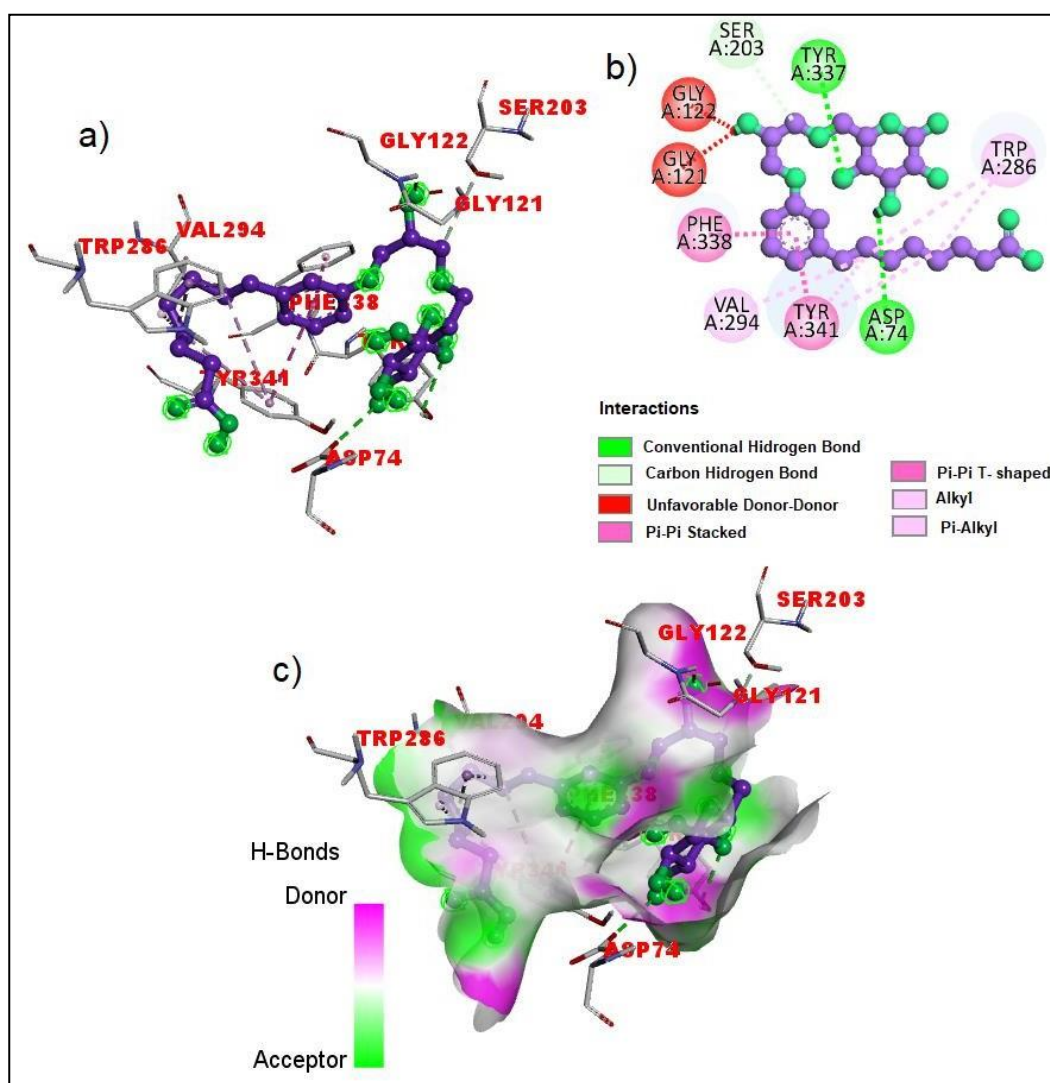 a)
SER203
GLY122
GLY121
VAL294
TRP286
TYR341
ASP74
b)
SER
A:203
TYR
A:337
GLY
A:122
GLY
A:121
TRP
A:286
PHE
A:338
VAL
A:294
TYR
A:341
ASP
A:74
Interactions
Conventional Hidrogen Bond
Carbon Hidrogen Bond
Unfavorable Donor-Donor
Pi-Pi Stacked
Pi-Pi T- shaped
Alkyl
Pi-Alkyl
c)
SER203
GLY122
GLY121
TRP286
ASP74
H-Bonds
Donor
Acceptor